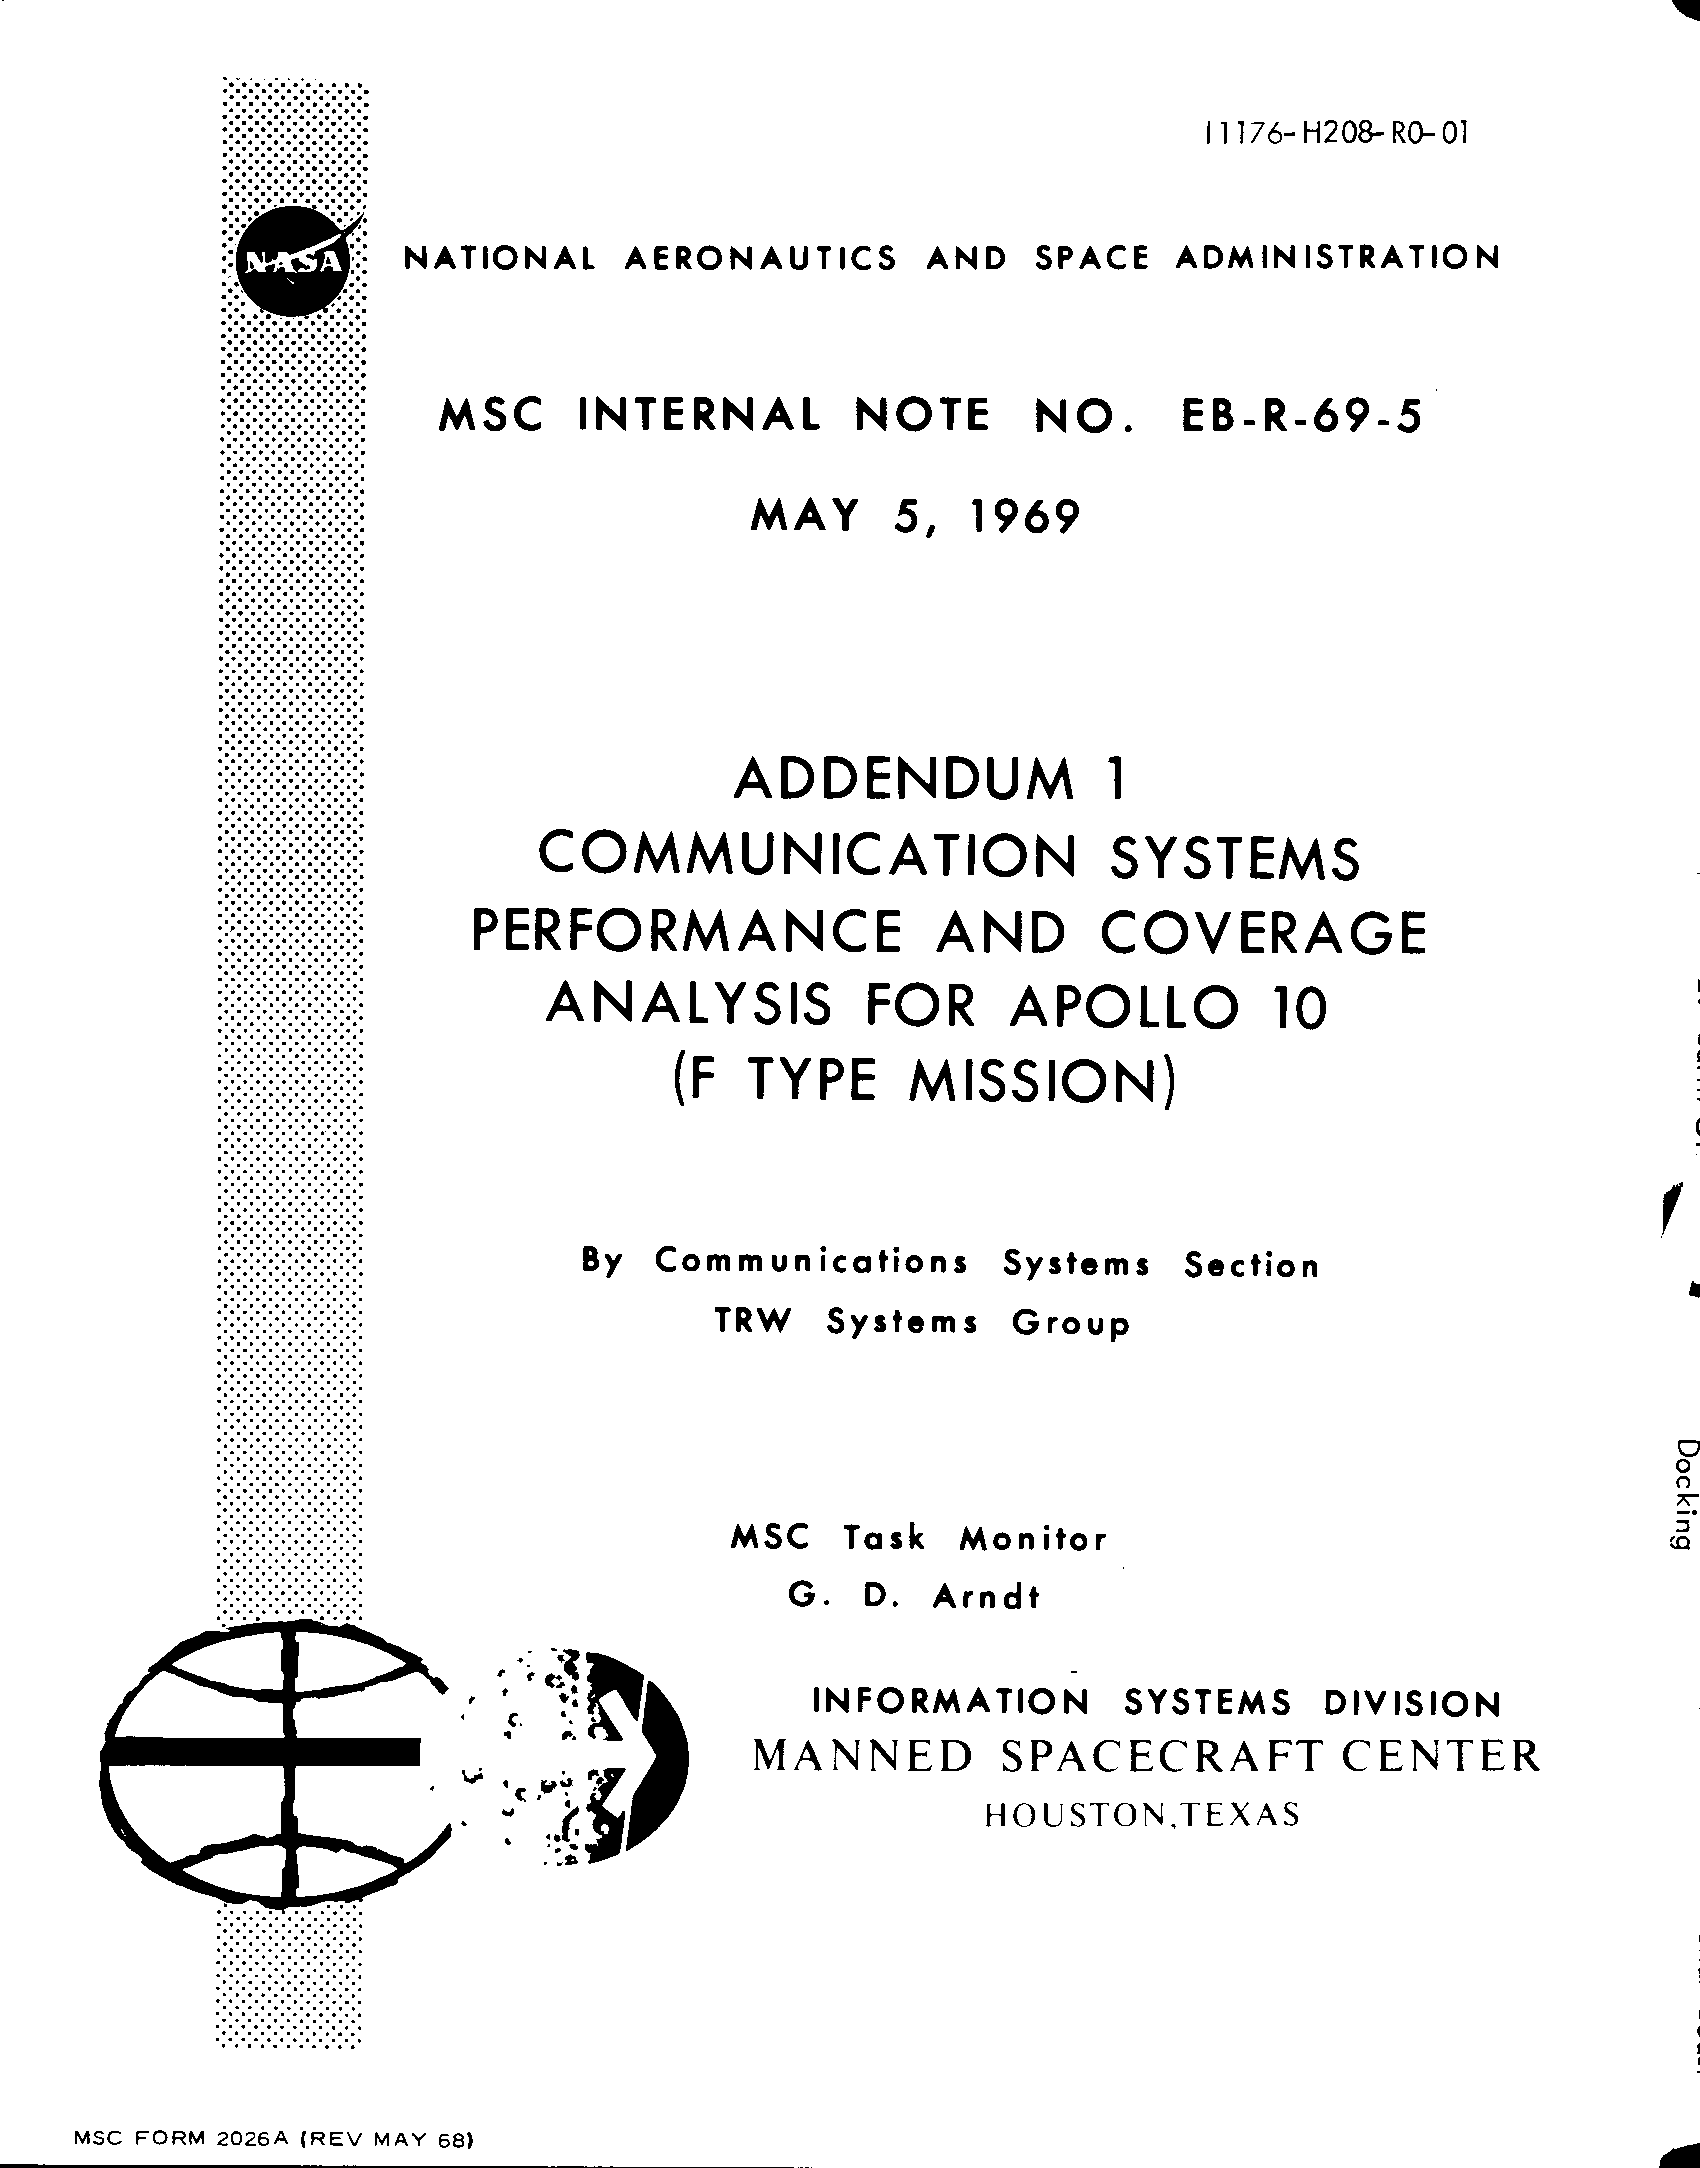 11176-H208-R0-01
NASA
NATIONAL AERONAUTICS AND SPACE ADMINISTRATION
MSC INTERNAL NOTE NO. EB-R-69-5
MAY 5, 1969
ADDENDUM 1
COMMUNICATION SYSTEMS
PERFORMANCE AND COVERAGE
ANALYSIS FOR APOLLO 10
(F TYPE MISSION)
By Communications Systems Section
TRW Systems Group
Docking
MSC Task Monitor
G. D. Arndt
INFORMATION SYSTEMS DIVISION
MANNED SPACECRAFT CENTER
HOUSTON, TEXAS
MSC FORM 2026A (REV MAY 68)